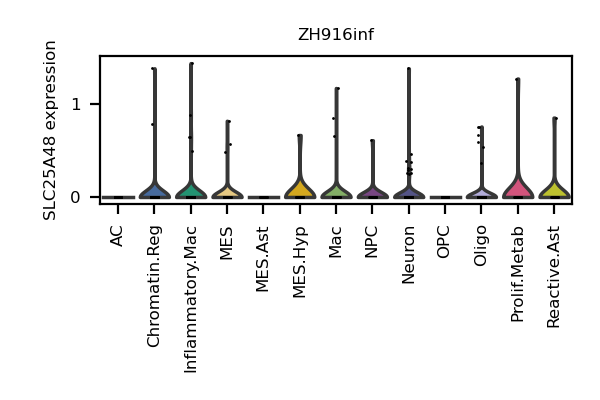 ZH916inf
SLC25A48 expression
1
0
AC
Chromatin.Reg
Inflammatory.Mac
MES
MES.Ast
MES.Hyp
Mac
NPC
Neuron
OPC
Oligo
Prolif.Metab
Reactive.Ast